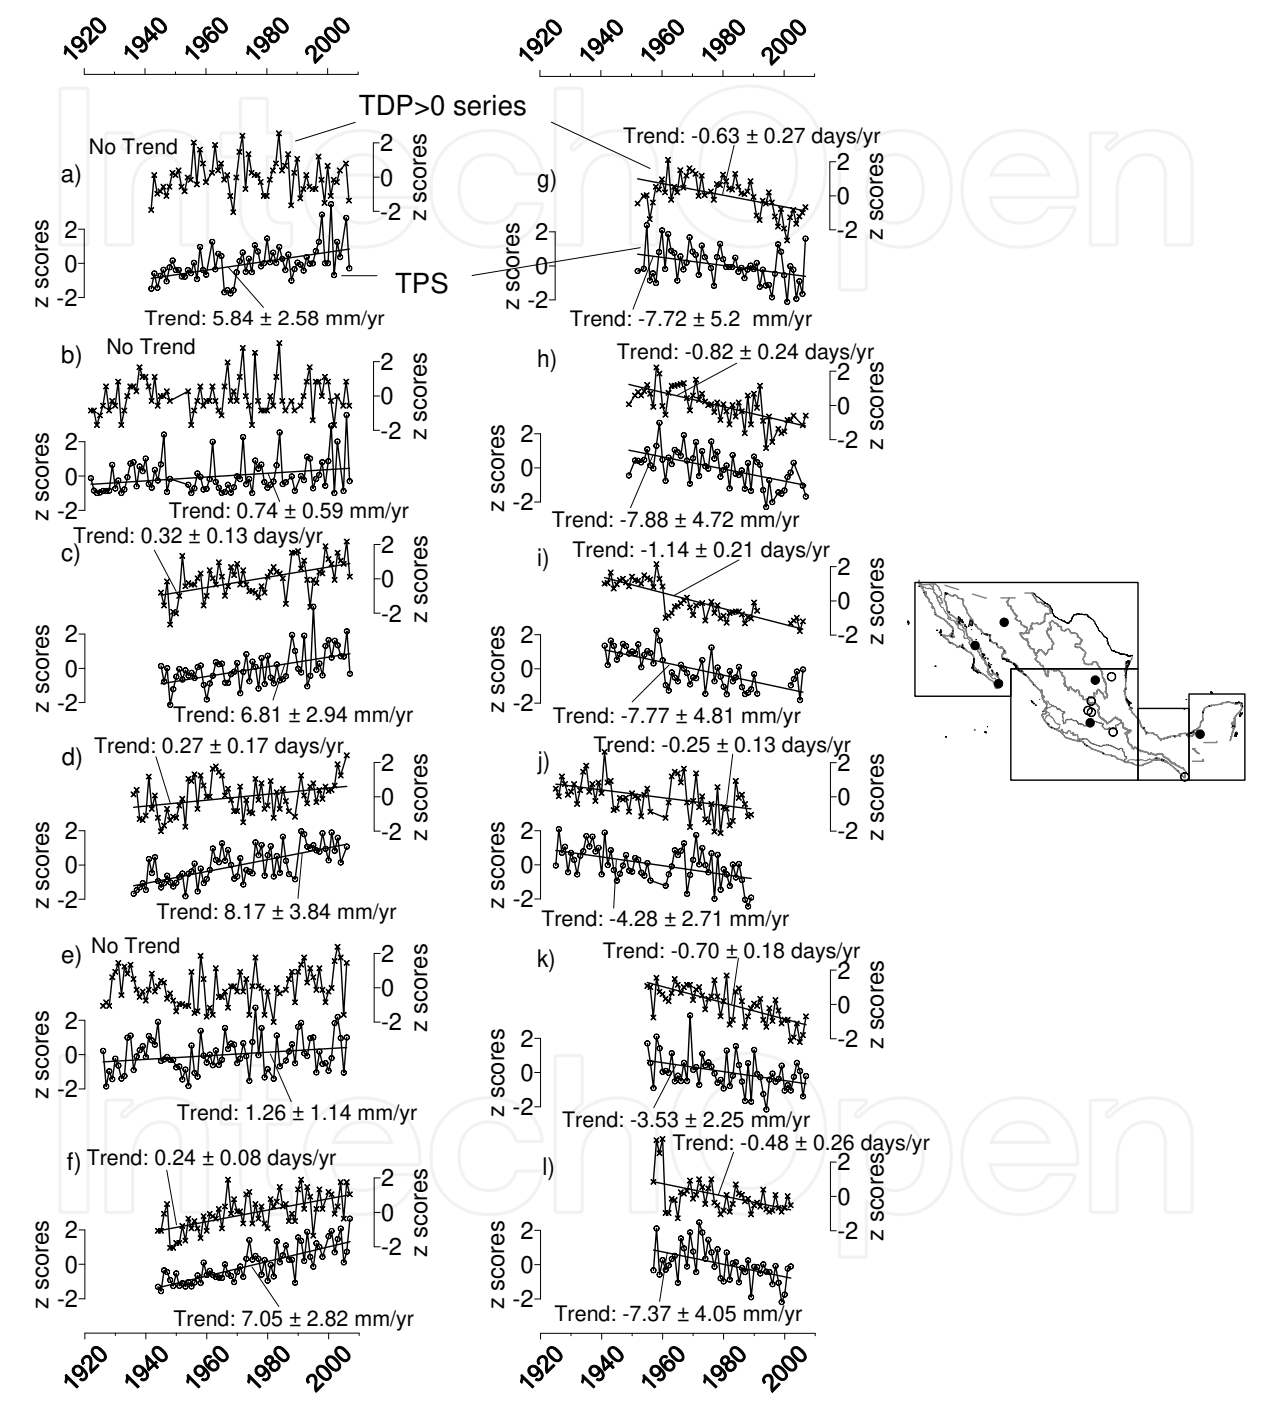 1920 1940 1960 1980 2000
1920 1940 1960 1980 2000
IntechOpen
TDP>0 series
TPS
a)
No Trend
2
0
-2
z scores
2
0
-2
z scores
Trend: 5.84 ± 2.58 mm/yr
b)
No Trend
2
0
-2
z scores
2
0
-2
z scores
Trend: 0.74 ± 0.59 mm/yr
c)
Trend: 0.32 ± 0.13 days/yr
2
0
-2
z scores
2
0
-2
z scores
Trend: 6.81 ± 2.94 mm/yr
d)
Trend: 0.27 ± 0.17 days/yr
2
0
-2
z scores
2
0
-2
z scores
Trend: 8.17 ± 3.84 mm/yr
e)
No Trend
2
0
-2
z scores
2
0
-2
z scores
Trend: 1.26 ± 1.14 mm/yr
f)
Trend: 0.24 ± 0.08 days/yr
2
0
-2
z scores
2
0
-2
z scores
Trend: 7.05 ± 2.82 mm/yr
1920 1940 1960 1980 2000
g)
Trend: -0.63 ± 0.27 days/yr
2
0
-2
z scores
2
0
-2
z scores
Trend: -7.72 ± 5.2 mm/yr
h)
Trend: -0.82 ± 0.24 days/yr
2
0
-2
z scores
2
0
-2
z scores
Trend: -7.88 ± 4.72 mm/yr
i)
Trend: -1.14 ± 0.21 days/yr
2
0
-2
z scores
2
0
-2
z scores
Trend: -7.77 ± 4.81 mm/yr
j)
Trend: -0.25 ± 0.13 days/yr
2
0
-2
z scores
2
0
-2
z scores
Trend: -4.28 ± 2.71 mm/yr
k)
Trend: -0.70 ± 0.18 days/yr
2
0
-2
z scores
2
0
-2
z scores
Trend: -3.53 ± 2.25 mm/yr
l)
Trend: -0.48 ± 0.26 days/yr
2
0
-2
z scores
2
0
-2
z scores
Trend: -7.37 ± 4.05 mm/yr
1920 1940 1960 1980 2000
IntechOpen